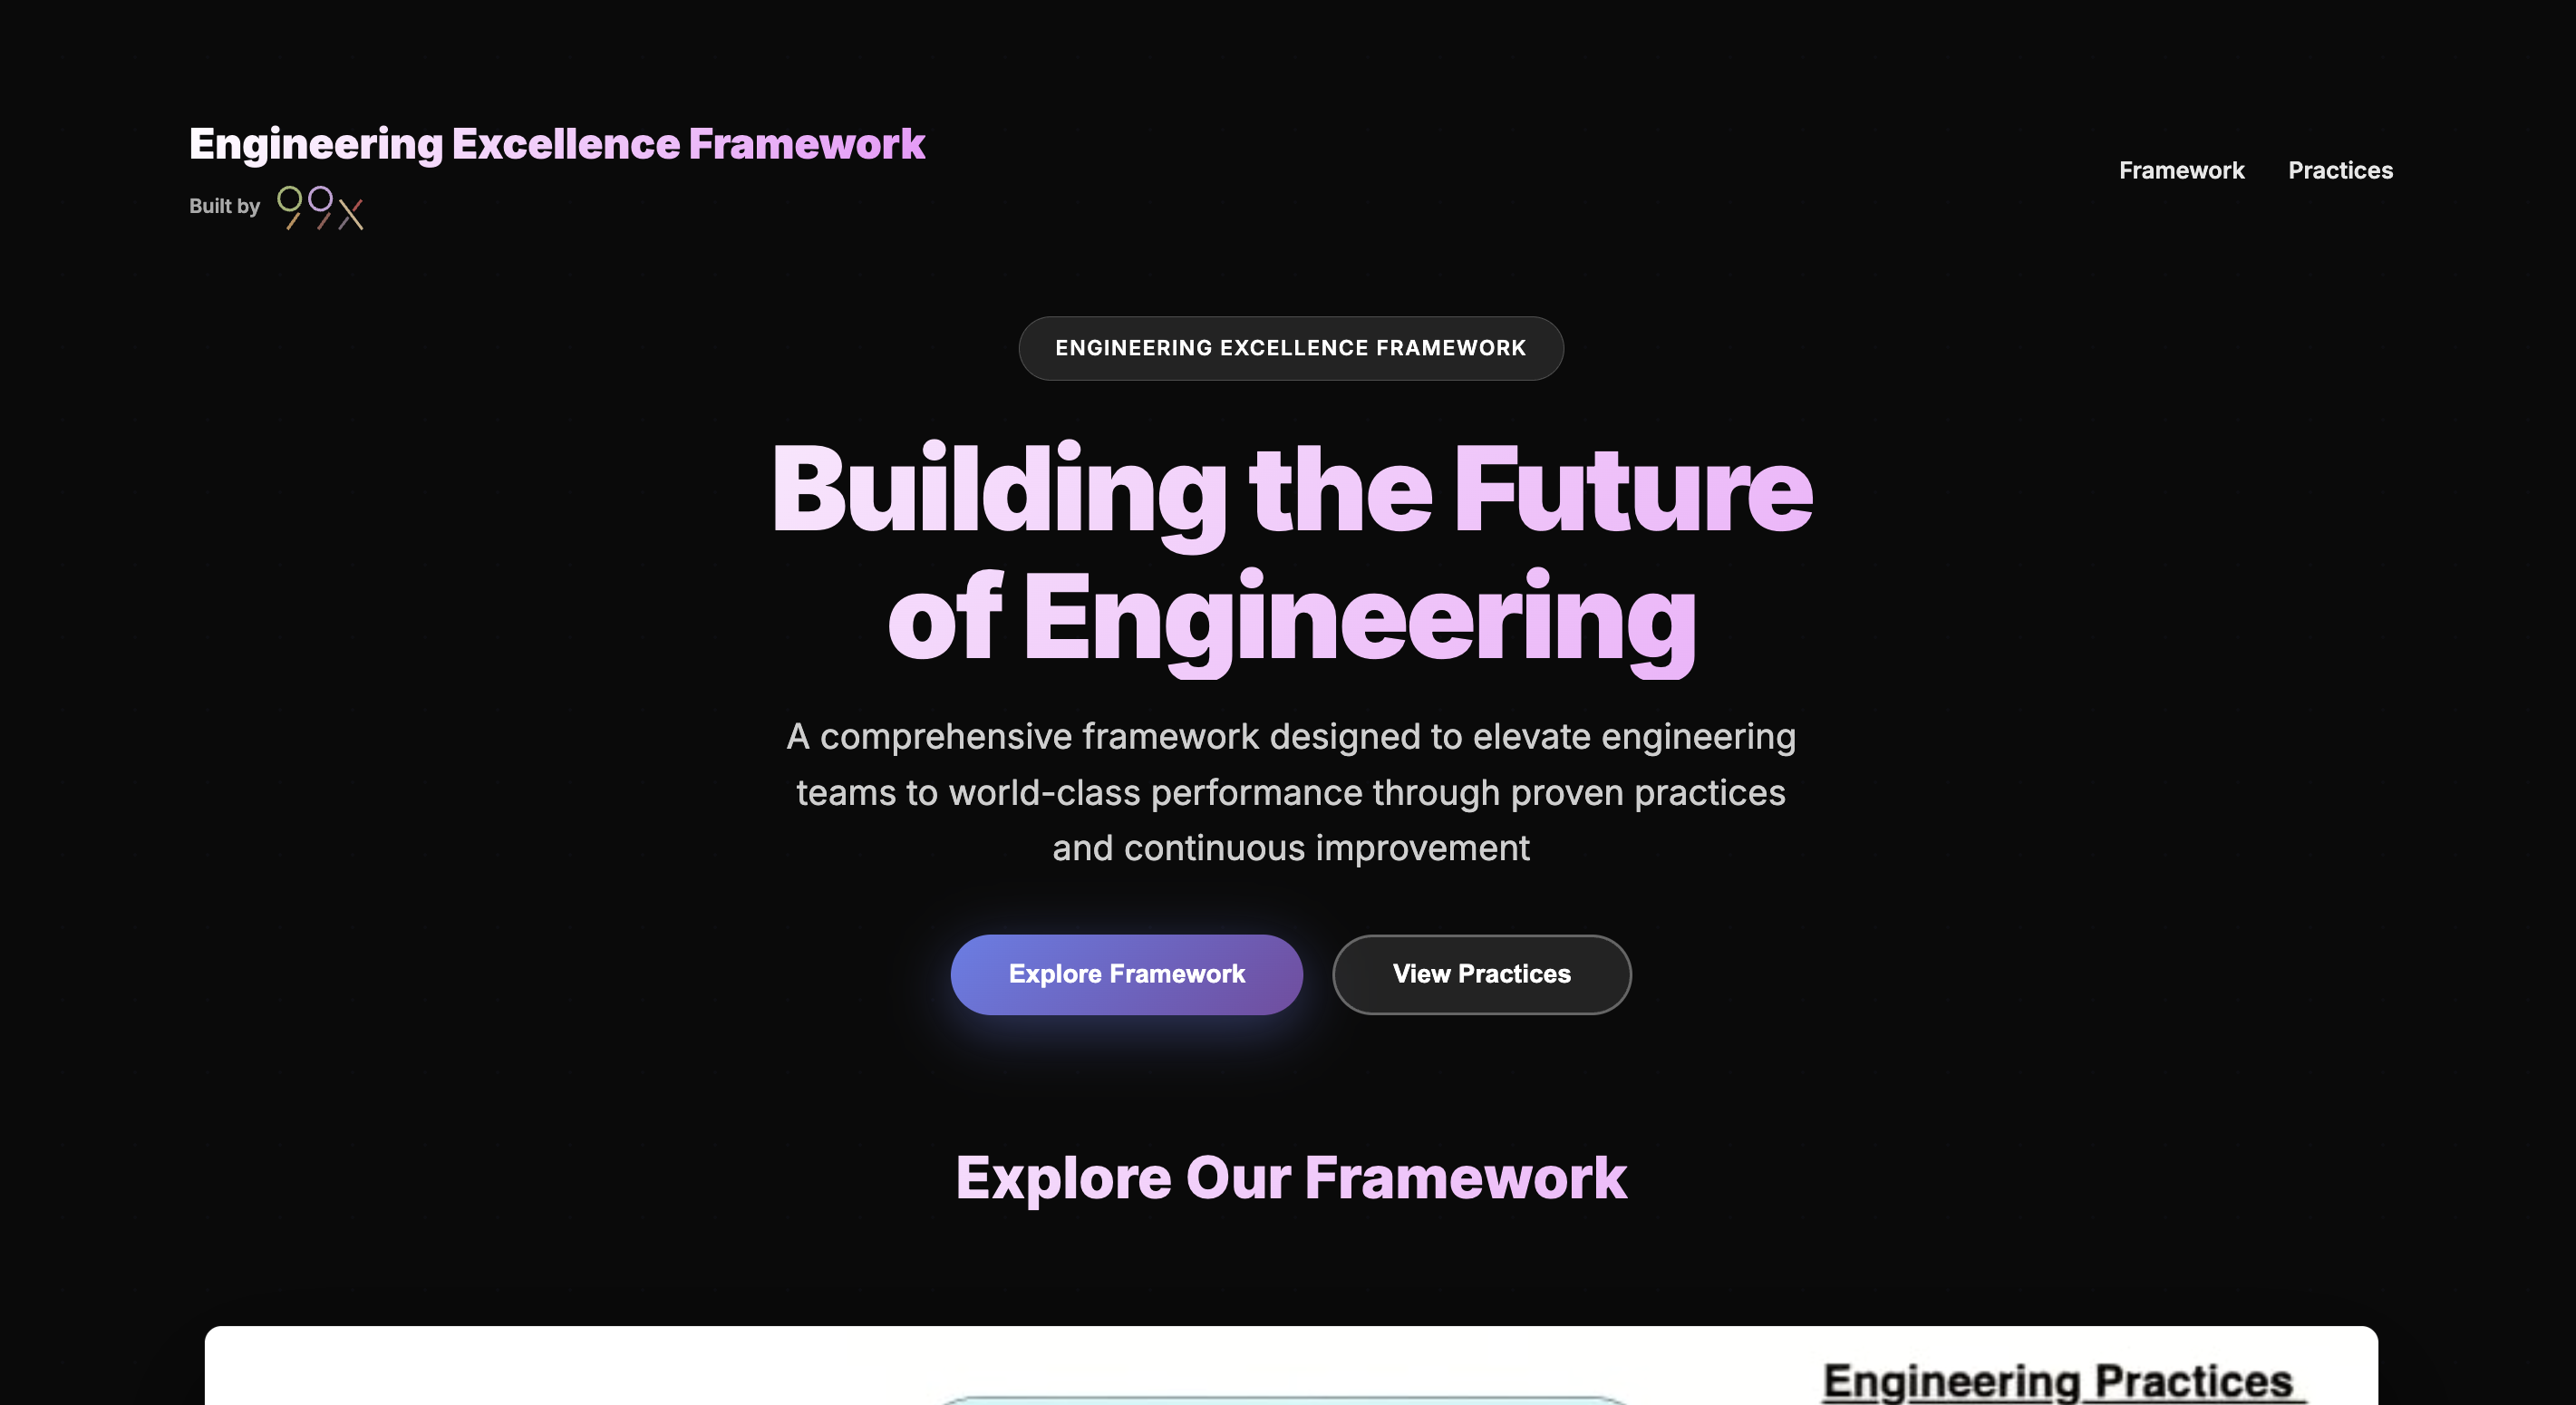 Engineering Excellence Framework
Built by 99X
Framework
Practices
ENGINEERING EXCELLENCE FRAMEWORK
Building the Future
of Engineering
A comprehensive framework designed to elevate engineering
teams to world-class performance through proven practices
and continuous improvement
Explore Framework
View Practices
Explore Our Framework
Engineering Practices